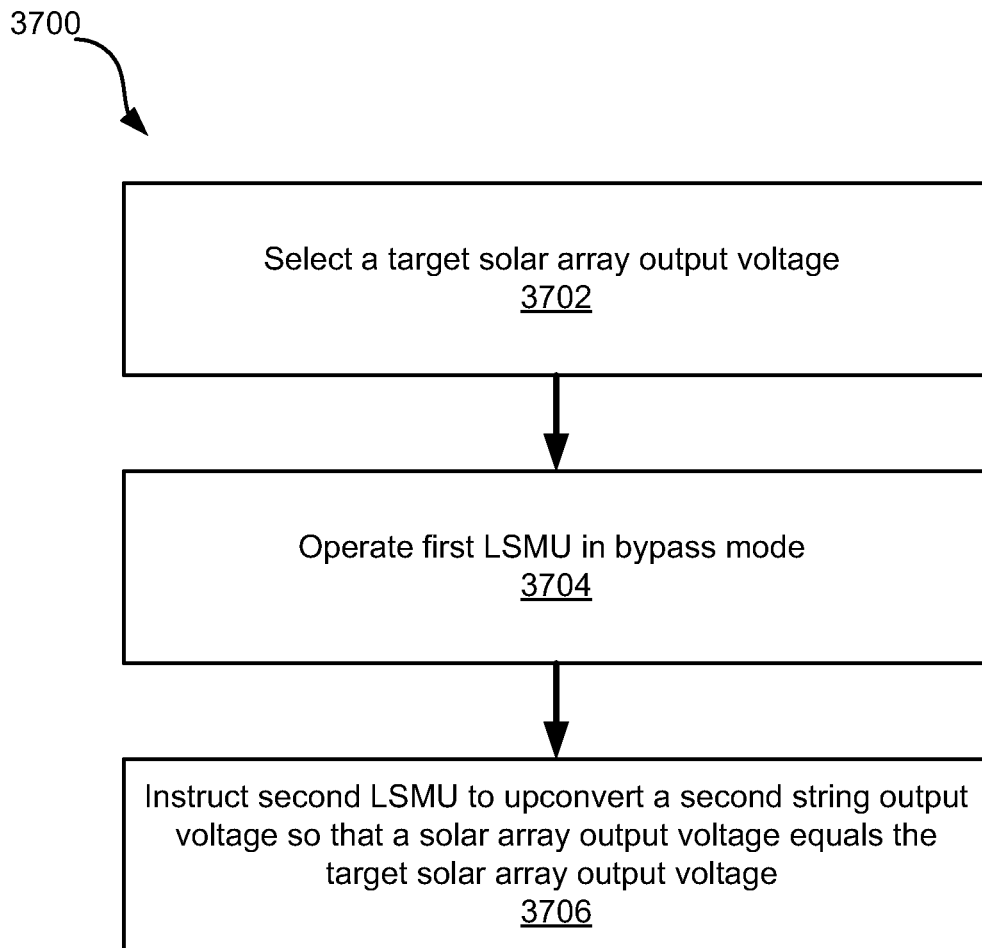 3700
Select a target solar array output voltage
3702
Operate first LSMU in bypass mode
3704
Instruct second LSMU to upconvert a second string output
voltage so that a solar array output voltage equals the
target solar array output voltage
3706